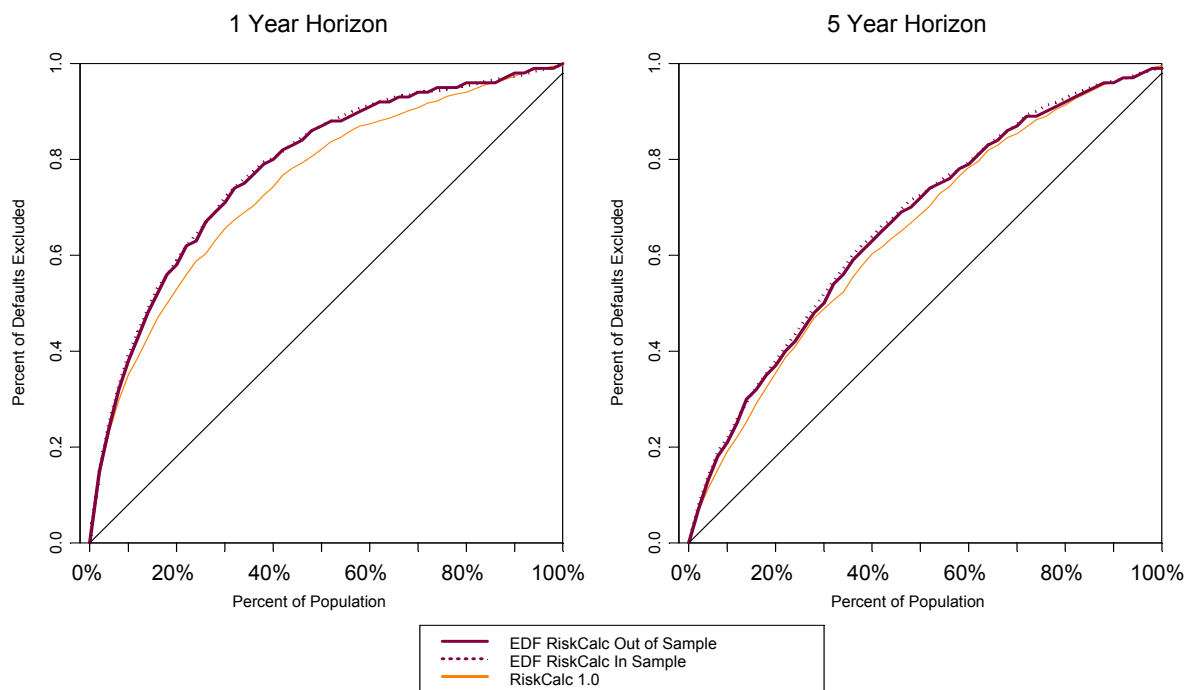 1 Year Horizon
5 Year Horizon
Percent of Defaults Excluded
1.0
0.8
0.6
0.4
0.2
0.0
0% 20% 40% 60% 80% 100%
Percent of Population
Percent of Defaults Excluded
1.0
0.8
0.6
0.4
0.2
0.0
0% 20% 40% 60% 80% 100%
Percent of Population
EDF RiskCalc Out of Sample
EDF RiskCalc In Sample
RiskCalc 1.0